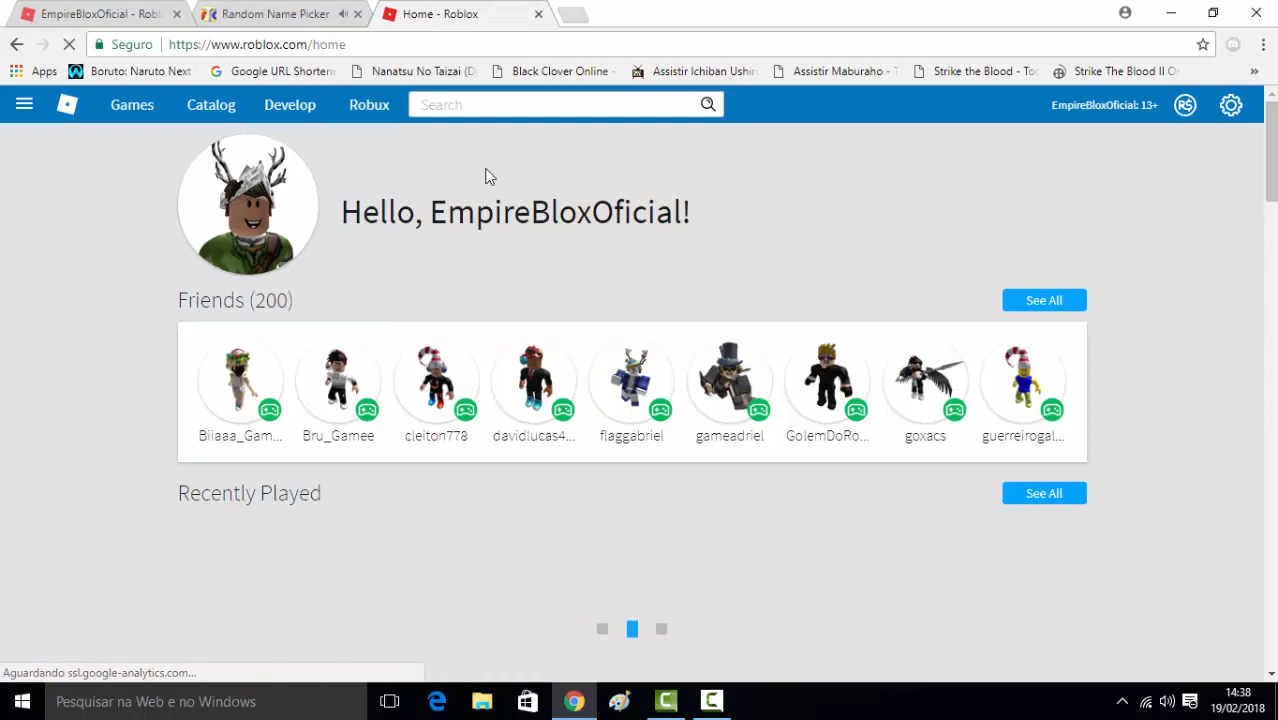 EmpireBloxOficial - Robl
Random Name Picker
Home - Roblox
Seguro
https://www.roblox.com/home
Apps
Boruto: Naruto Next
Google URL Shortene
Nanatsu No Taizai (D
Black Clover Online -
Assistir Ichiban Ushir
Assistir Maburaho - T
Strike the Blood - Too
Strike The Blood II Or
»
Games
Catalog
Develop
Robux
Search
EmpireBloxOficial: 13+
R$
Hello, EmpireBloxOficial!
Friends (200)
See All
Biiaaa_Gam...
Bru_Gamee
cleiton778
davidlucas4...
flaggabriel
gameadriel
GolemDoRo...
goxacs
guerreirogal...
Recently Played
See All
Aguardando ssl.google-analytics.com...
Pesquisar na Web e no Windows
14:38
19/02/2018